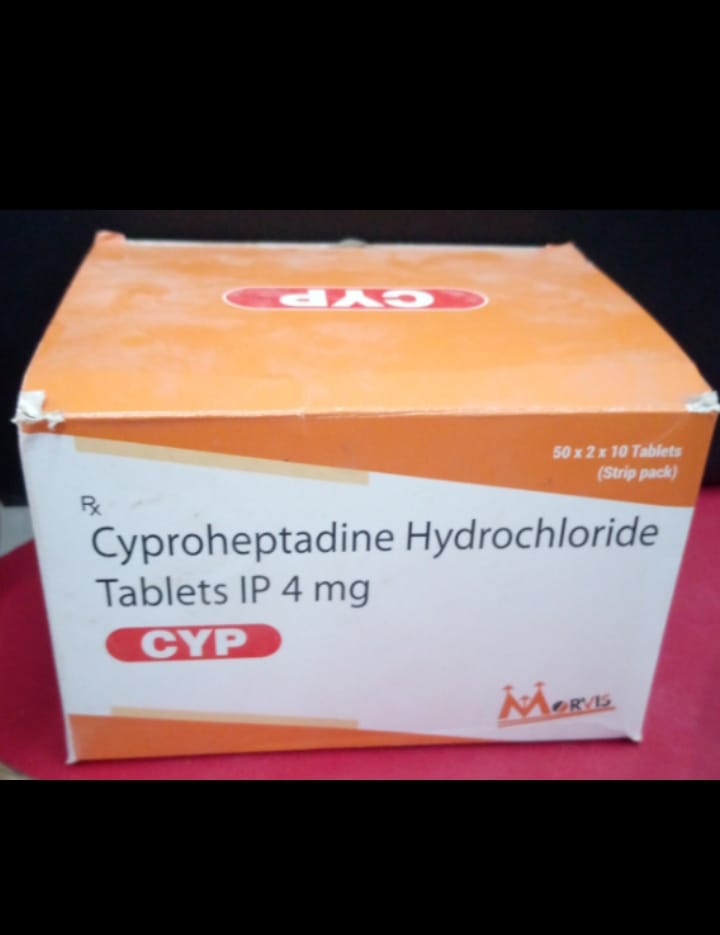 CYP
50 x 2 x 10 Tablets
(Strip pack)
Rx
Cyproheptadine Hydrochloride
Tablets IP 4 mg
CYP
MORVIS